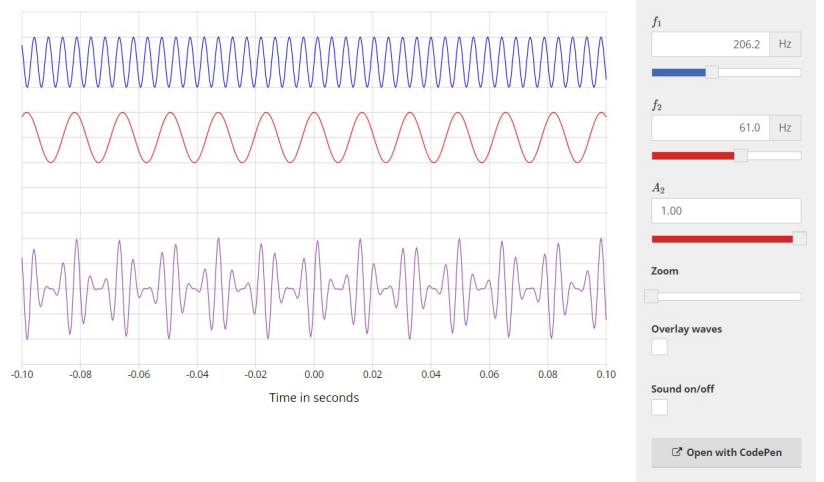 f₁
206.2 Hz
f₂
61.0 Hz
A₂
1.00
Zoom
Overlay waves
Sound on/off
Open with CodePen
-0.10 -0.08 -0.06 -0.04 -0.02 0.00 0.02 0.04 0.06 0.08 0.10
Time in seconds